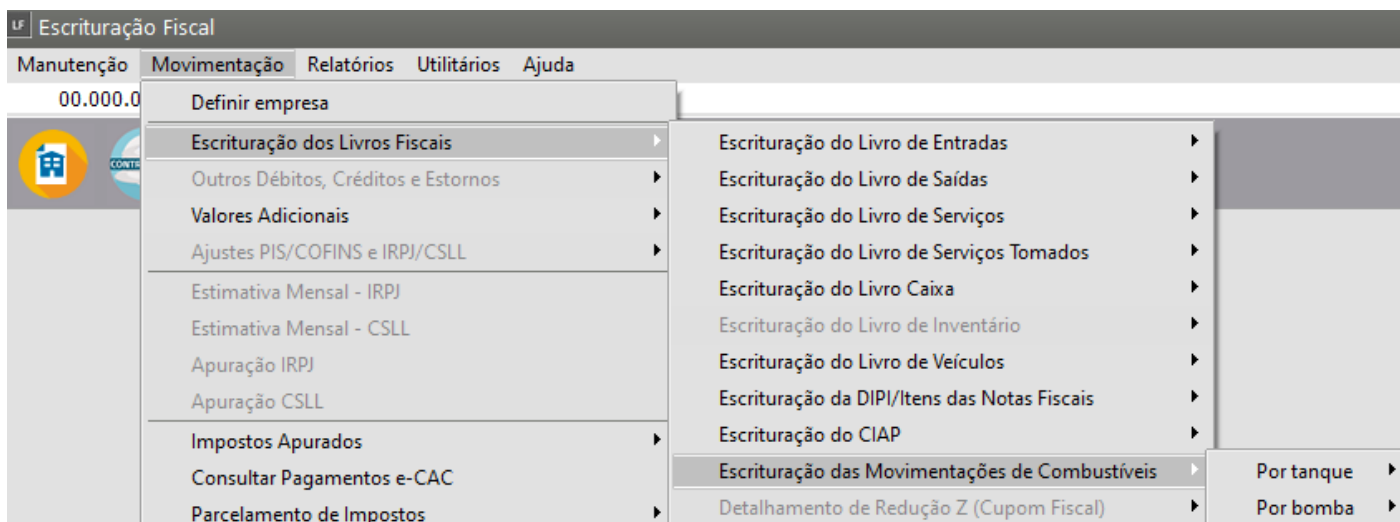 LF Escrituração Fiscal
Manutenção Movimentação Relatórios Utilitários Ajuda
00.000.0
Definir empresa
Escrituração dos Livros Fiscais
Outros Débitos, Créditos e Estornos
Valores Adicionais
Ajustes PIS/COFINS e IRPJ/CSLL
Estimativa Mensal - IRPJ
Estimativa Mensal - CSLL
Apuração IRPJ
Apuração CSLL
Impostos Apurados
Consultar Pagamentos e-CAC
Parcelamento de Impostos
Escrituração do Livro de Entradas
Escrituração do Livro de Saídas
Escrituração do Livro de Serviços
Escrituração do Livro de Serviços Tomados
Escrituração do Livro Caixa
Escrituração do Livro de Inventário
Escrituração do Livro de Veículos
Escrituração da DIPI/Itens das Notas Fiscais
Escrituração do CIAP
Escrituração das Movimentações de Combustíveis
Detalhamento de Redução Z (Cupom Fiscal)
Por tanque
Por bomba